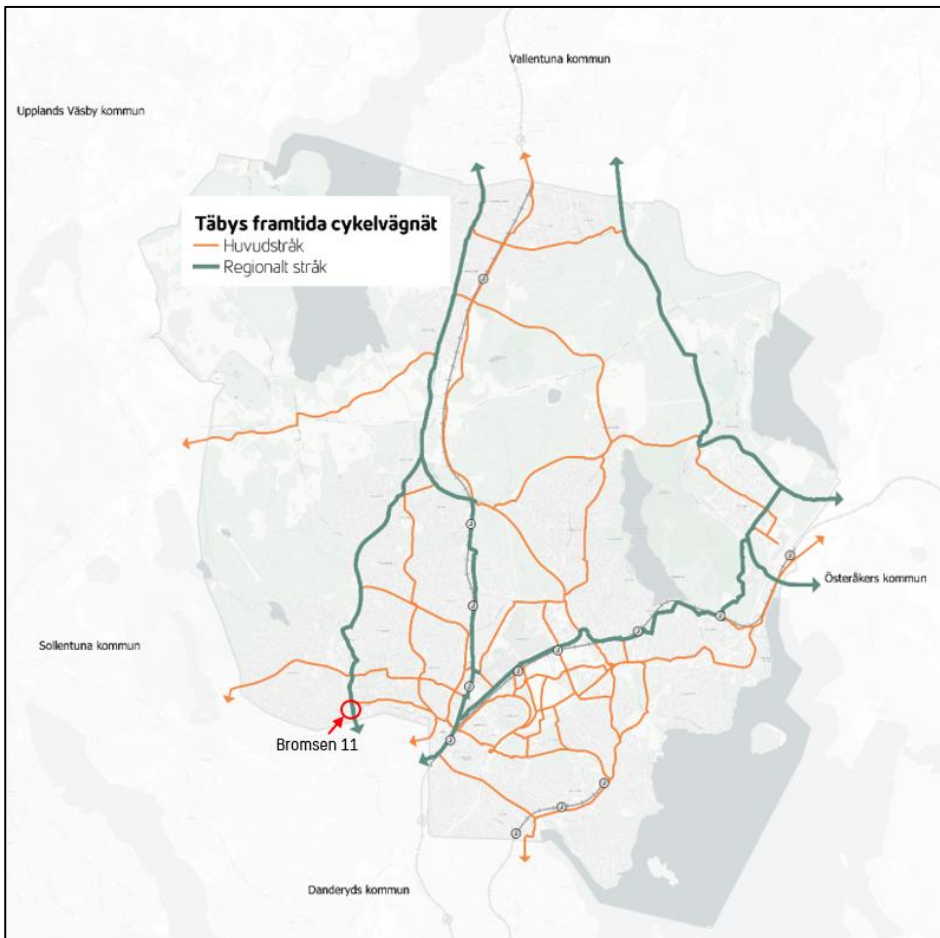 Vallentuna kommun
Upplands Väsby kommun
Täbys framtida cykelvägnät
Huvudstråk
Regionalt stråk
Österåkers kommun
Sollentuna kommun
Bromsen 11
Danderyds kommun